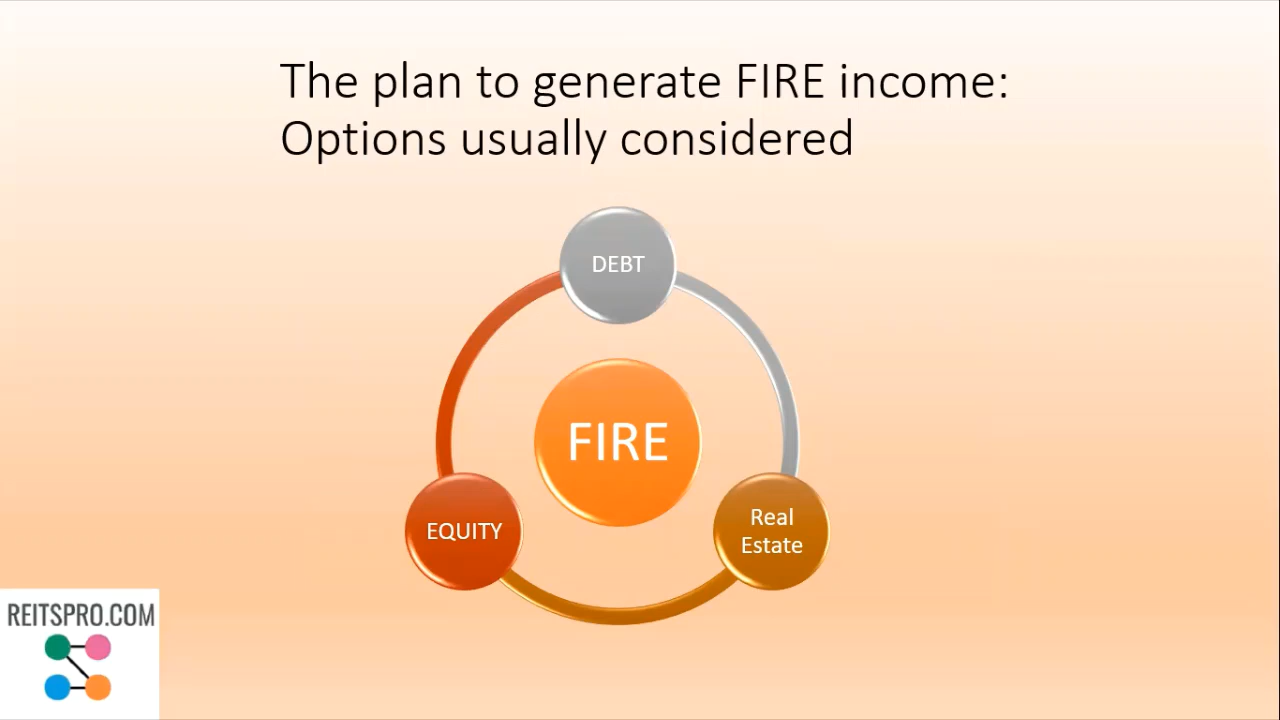 The plan to generate FIRE income:
Options usually considered
DEBT
FIRE
EQUITY
Real
Estate
REITSPRO.COM